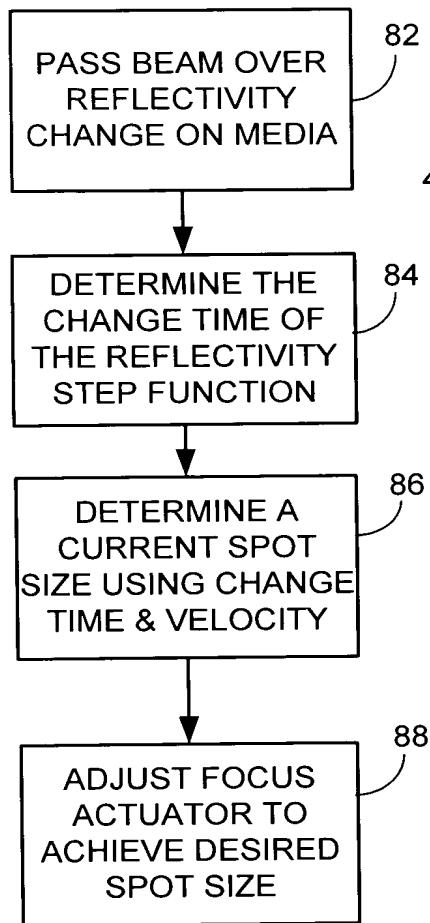 PASS BEAM OVER
REFLECTIVITY
CHANGE ON MEDIA
82
4
DETERMINE THE
CHANGE TIME OF
THE REFLECTIVITY
STEP FUNCTION
84
DETERMINE A
CURRENT SPOT
SIZE USING CHANGE
TIME & VELOCITY
86
ADJUST FOCUS
ACTUATOR TO
ACHIEVE DESIRED
SPOT SIZE
88